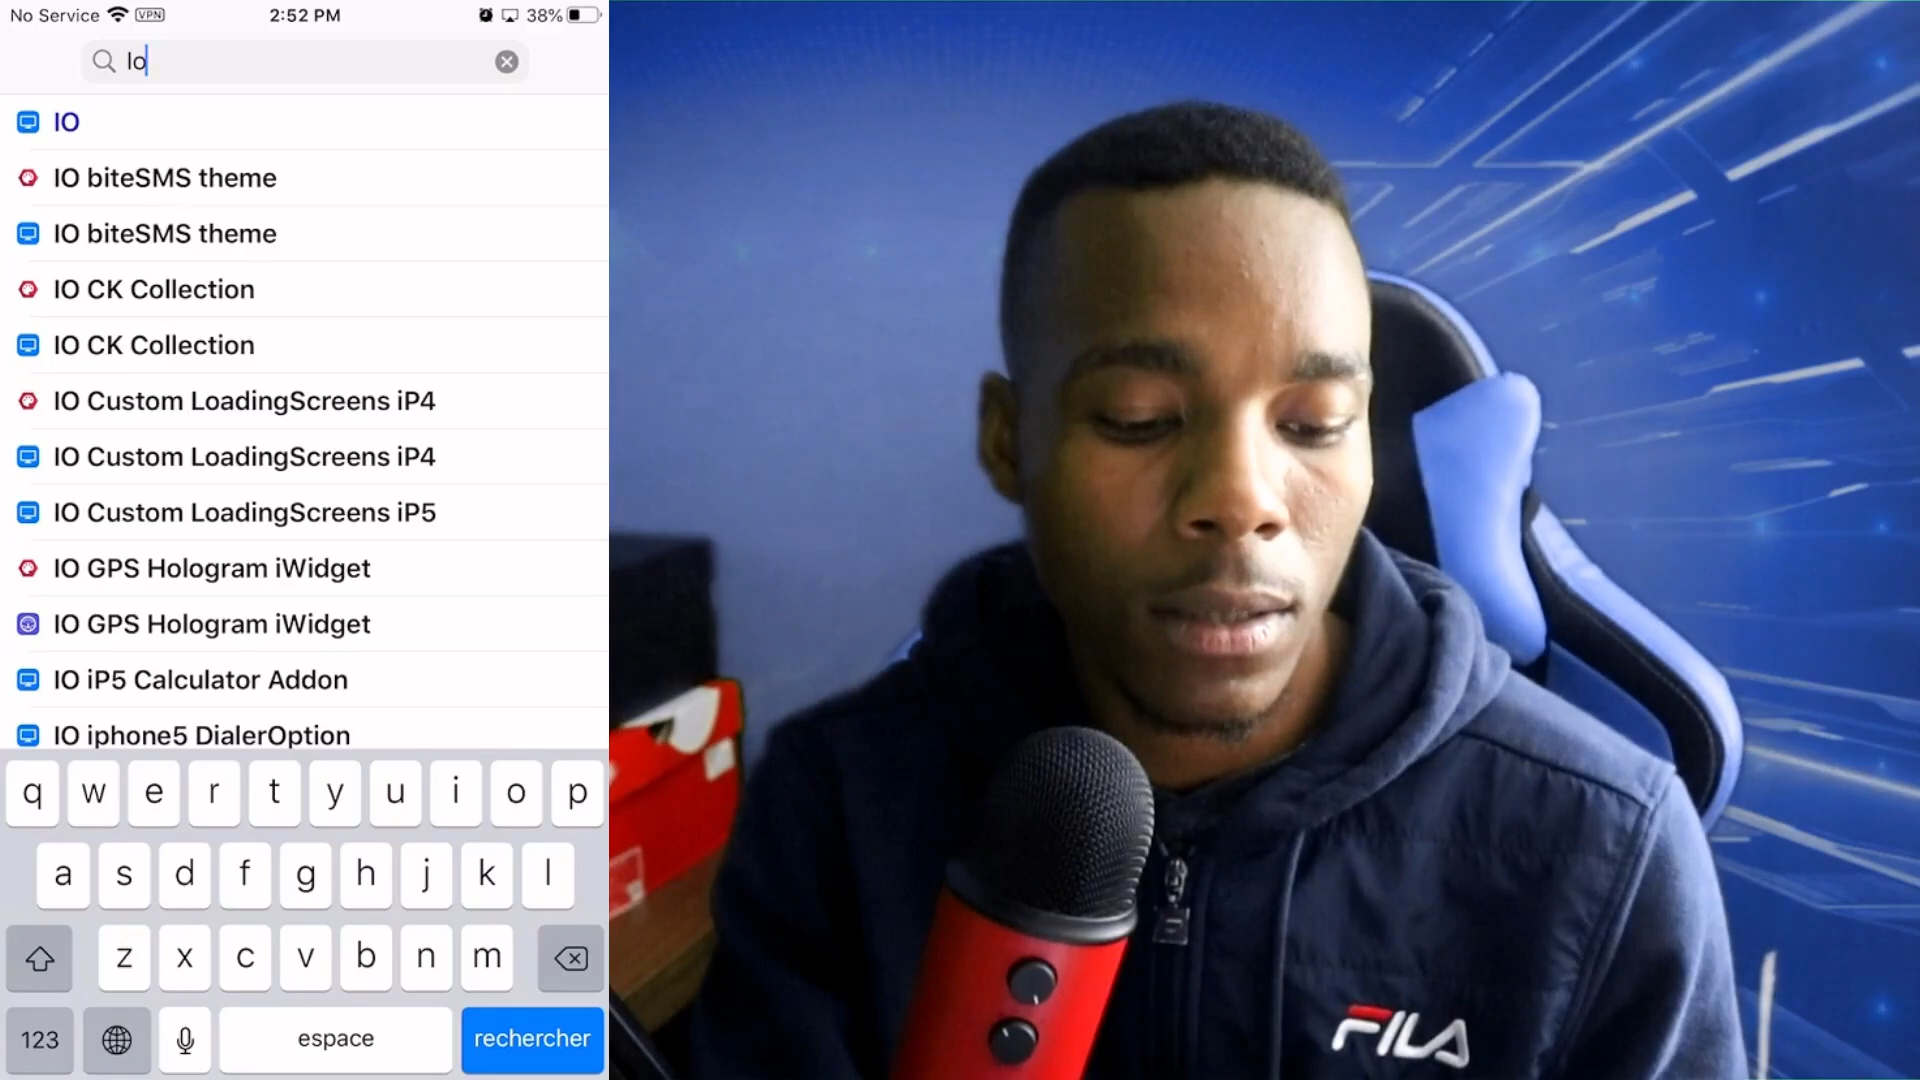 No Service VPN 2:52 PM 38%
Io
IO
IO biteSMS theme
IO biteSMS theme
IO CK Collection
IO CK Collection
IO Custom LoadingScreens iP4
IO Custom LoadingScreens iP4
IO Custom LoadingScreens iP5
IO GPS Hologram iWidget
IO GPS Hologram iWidget
IO iP5 Calculator Addon
IO iphone5 DialerOption
q w e r t y u i o p
a s d f g h j k l
z x c v b n m
123 espace rechercher
FILA